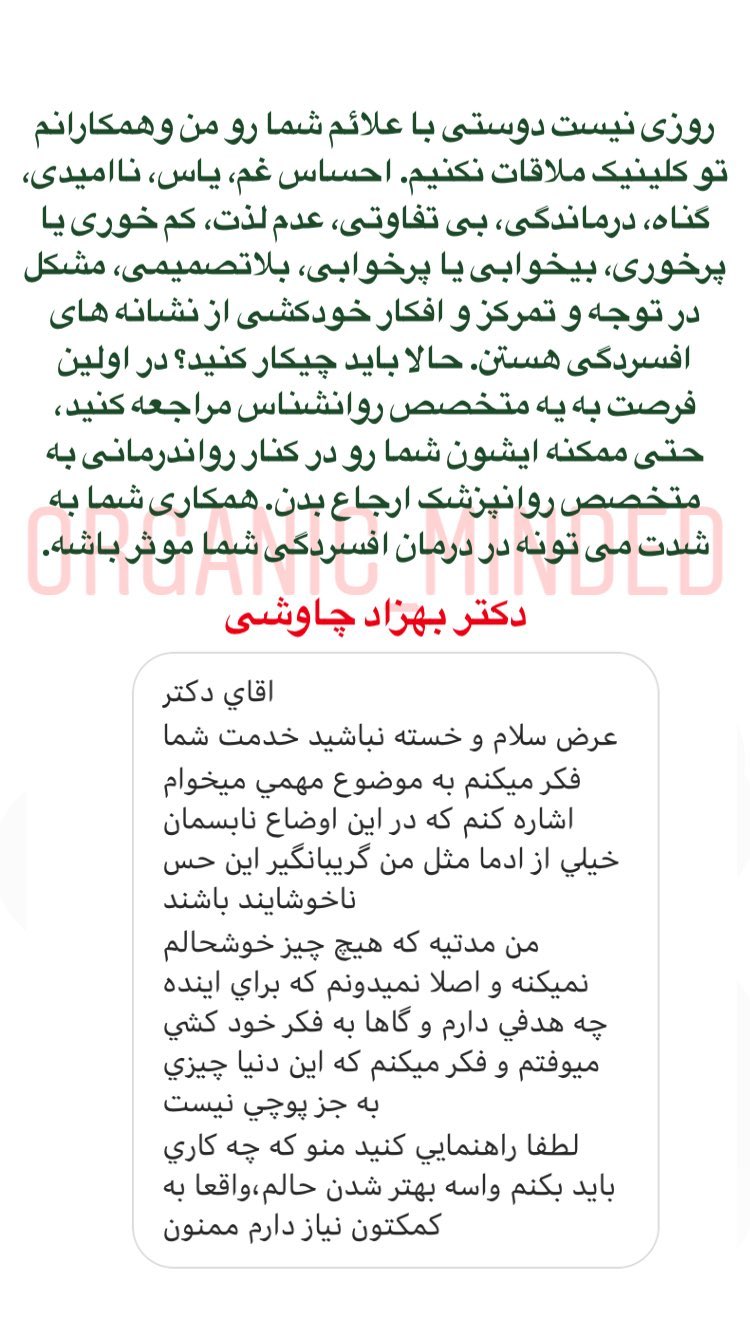 روزی نیست دوستی با علائم شما رو من وهمکارانم
تو کلینیک ملاقات نکنیم. احساس غم، یاس، ناامیدی،
گناه، درماندگی، بی تفاوتی، عدم لذت، کم خوری یا
پرخوری، بیخوابی یا پرخوابی، بلاتصمیمی، مشکل
در توجه و تمرکز و افکار خودکشی از نشانه های
افسردگی هستن. حالا باید چیکار کنید؟ در اولین
فرصت به یه متخصص روانشناس مراجعه کنید،
حتی ممکنه ایشون شما رو در کنار رواندرمانی به
متخصص روانپزشک ارجاع بدن. همکاری شما به
شدت می تونه در درمان افسردگی شما موثر باشه.
ORGANIC_MINDED
دکتر بهزاد چاوشی
اقاي دکتر
عرض سلام و خسته نباشید خدمت شما
فکر میکنم به موضوع مهمي میخوام
اشاره کنم که در این اوضاع نابسمان
خیلي از ادما مثل من گریبانگیر این حس
ناخوشایند باشند
من مدتیه که هیچ چیز خوشحالم
نمیکنه و اصلا نمیدونم که براي اینده
چه هدفي دارم و گاها به فکر خود کشي
میوفتم و فکر میکنم که این دنیا چیزي
به جز پوچي نیست
لطفا راهنمایي کنید منو که چه کاري
باید بکنم واسه بهتر شدن حالم،واقعا به
کمکتون نیاز دارم ممنون